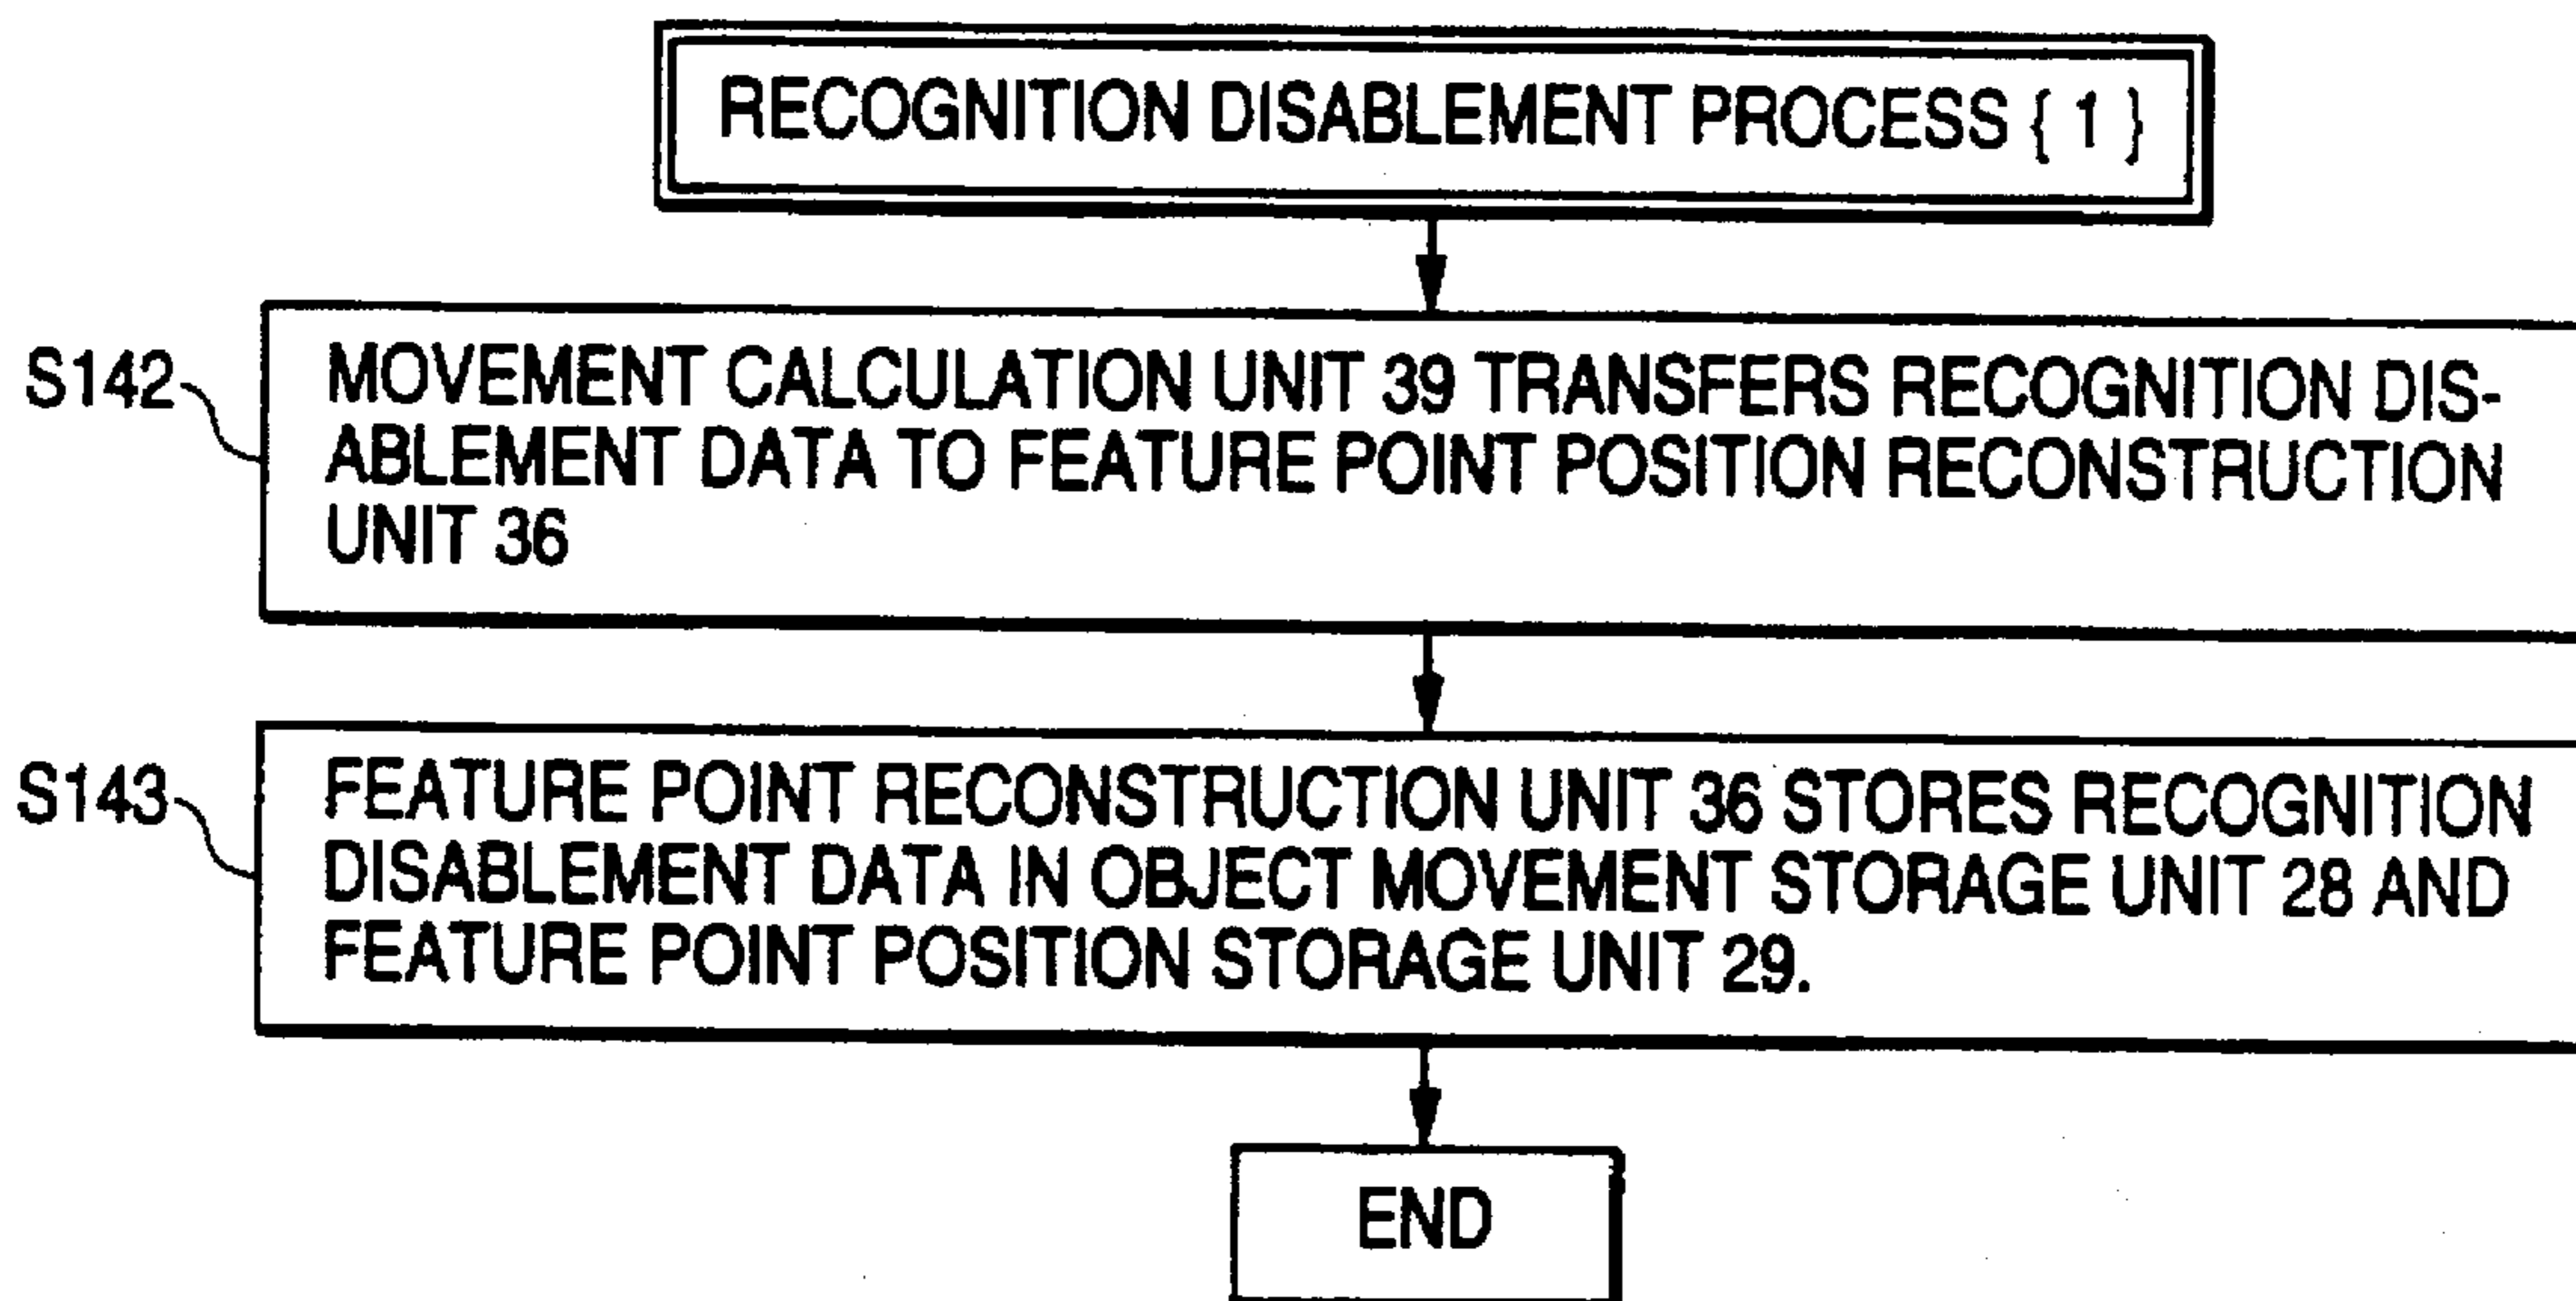 RECOGNITION DISABLEMENT PROCESS { 1 }
S142
MOVEMENT CALCULATION UNIT 39 TRANSFERS RECOGNITION DIS-
ABLEMENT DATA TO FEATURE POINT POSITION RECONSTRUCTION
UNIT 36
S143
FEATURE POINT RECONSTRUCTION UNIT 36 STORES RECOGNITION
DISABLEMENT DATA IN OBJECT MOVEMENT STORAGE UNIT 28 AND
FEATURE POINT POSITION STORAGE UNIT 29.
END